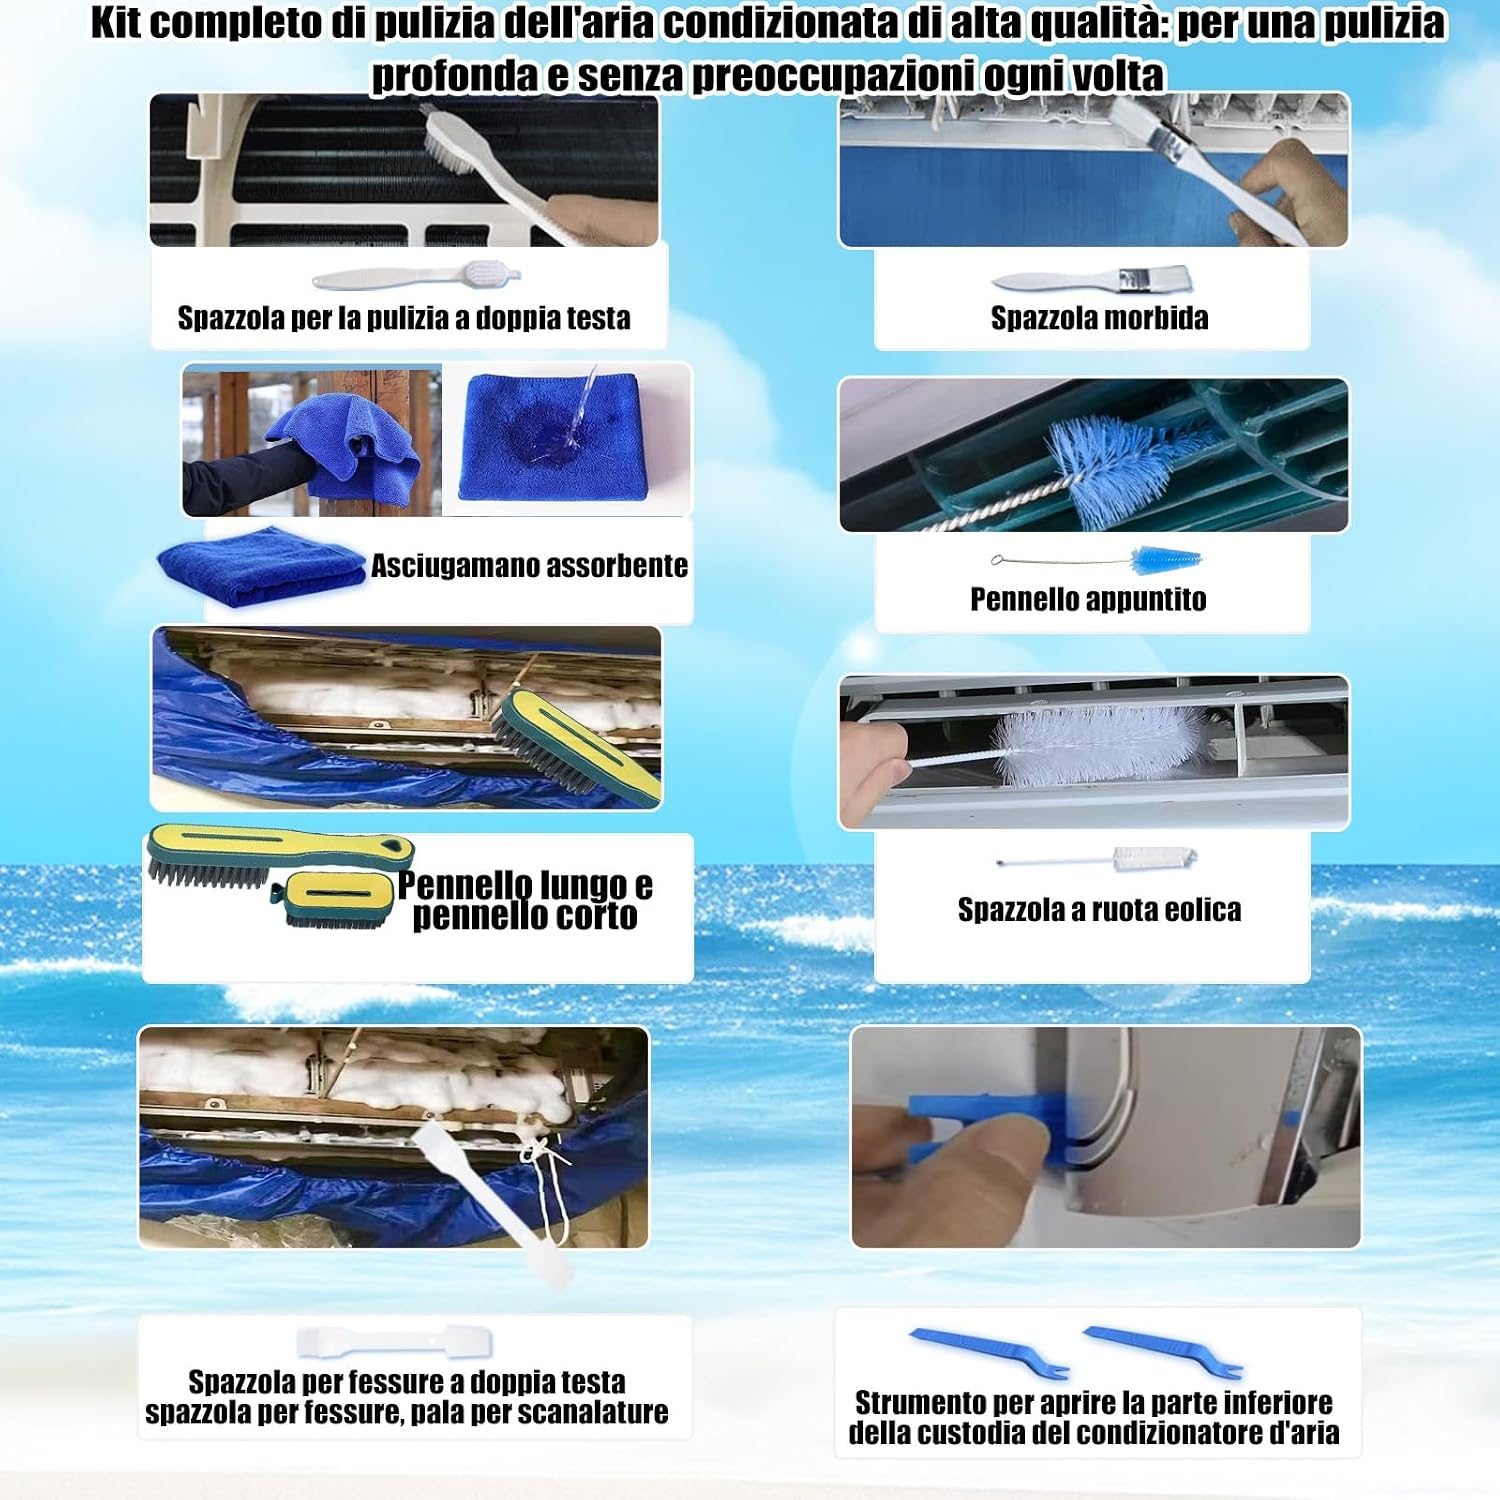 Kit completo di pulizia dell'aria condizionata di alta qualità: per una pulizia
profonda e senza preoccupazioni ogni volta
Spazzola per la pulizia a doppia testa
Spazzola morbida
Asciugamano assorbente
Pennello appuntito
Pennello lungo e
pennello corto
Spazzola a ruota eolica
Spazzola per fessure a doppia testa
spazzola per fessure, pala per scanalature
Strumento per aprire la parte inferiore
della custodia del condizionatore d'aria